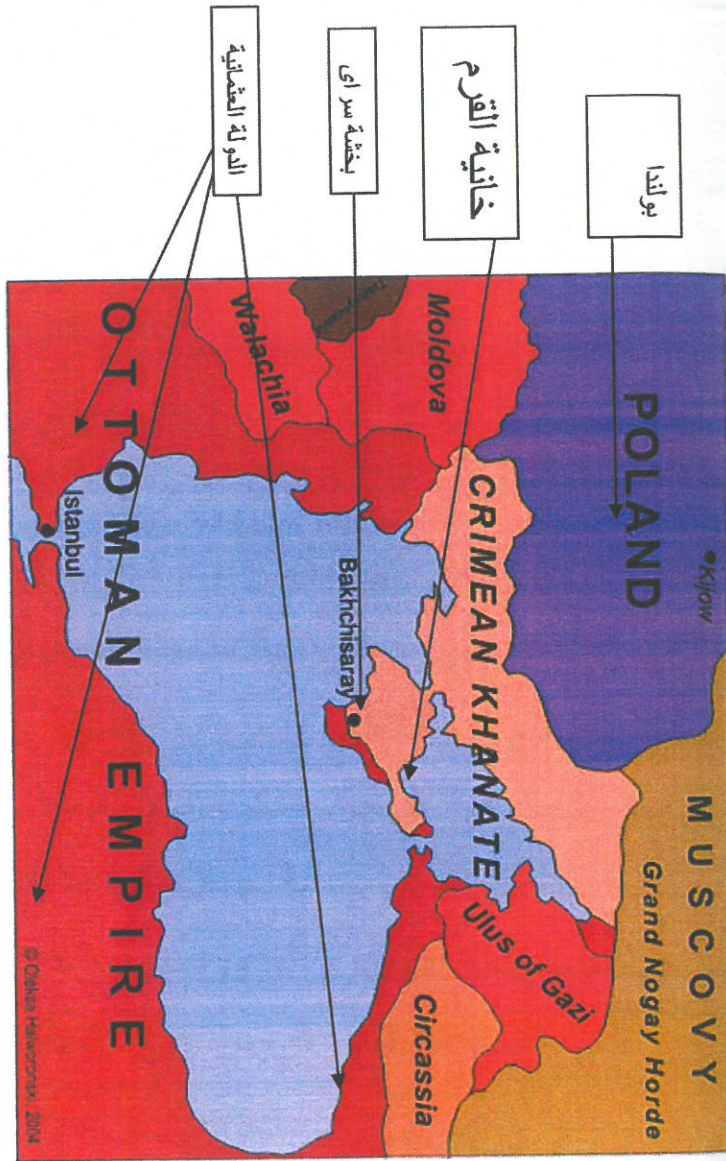 بولندا
خانية القرم
بخشة سراى
الدولة العثمانية
POLAND
Kijow
MUSCOVY
Grand Nogay Horde
Moldova
CRIMEAN KHANATE
Walachia
Bakhchisaray
Ulus of Gazi
Circassia
OTTOMAN EMPIRE
Istanbul
2004